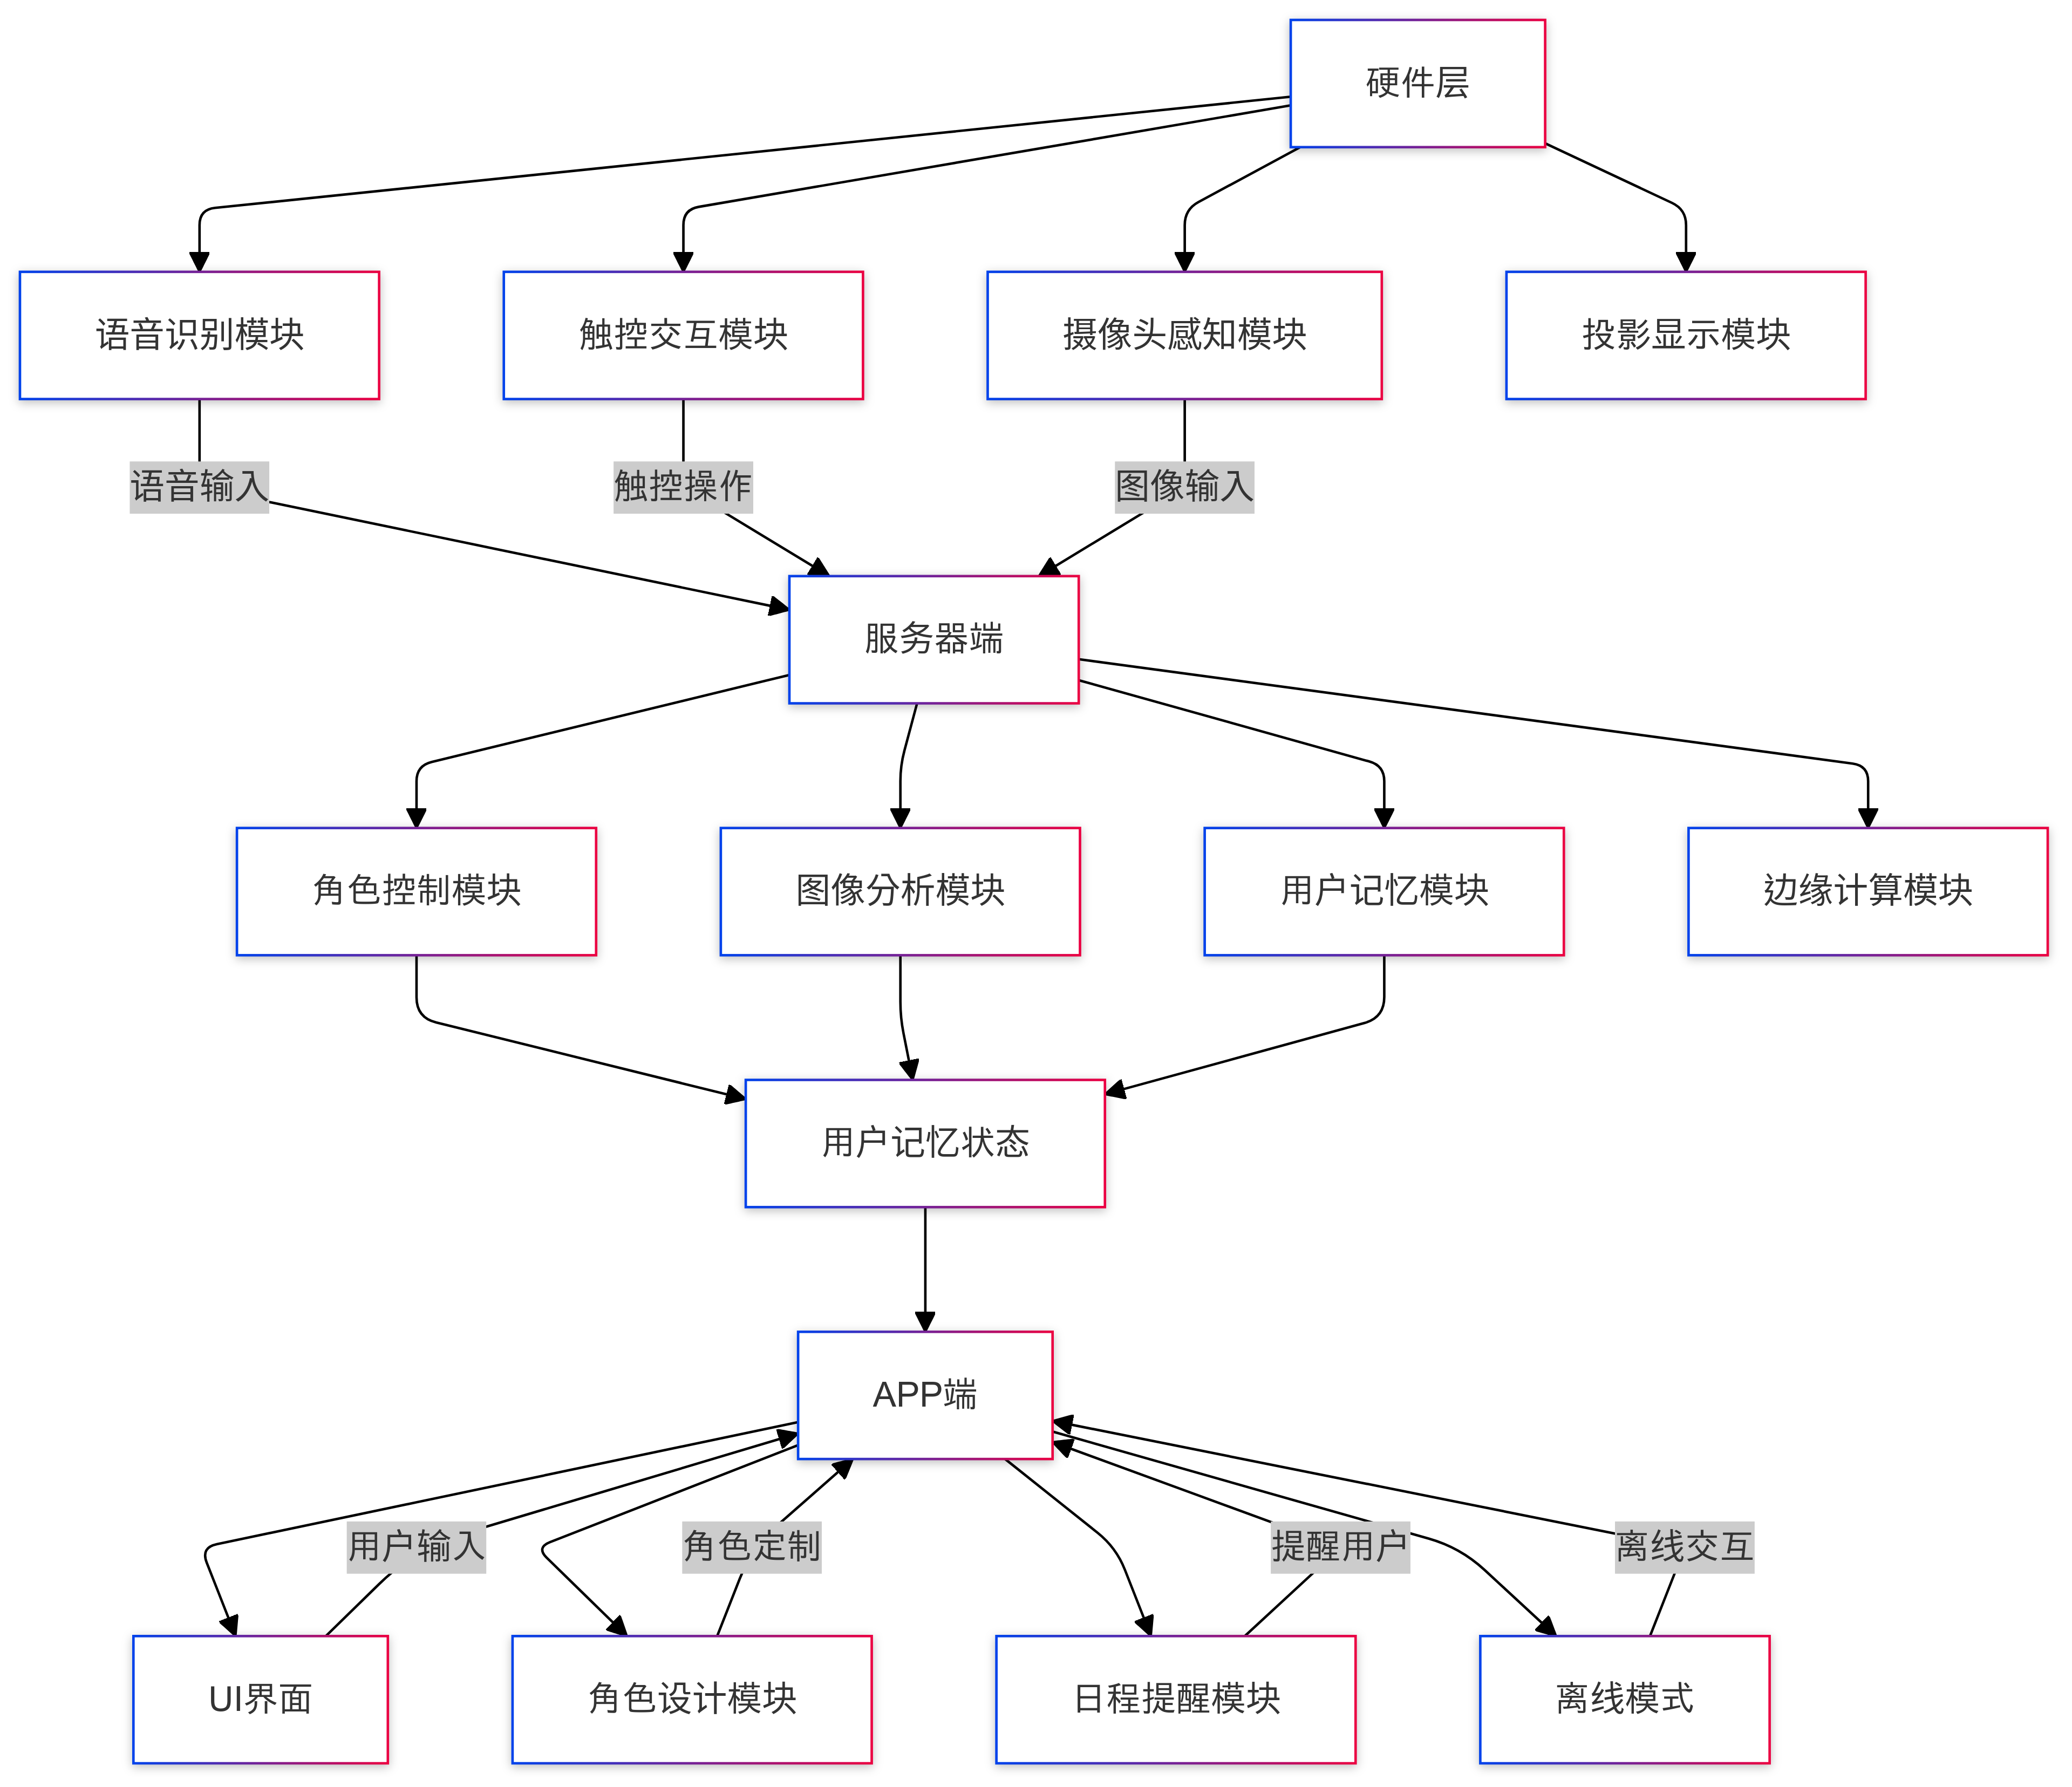 硬件层
语音识别模块
触控交互模块
摄像头感知模块
投影显示模块
语音输入
触控操作
图像输入
服务器端
角色控制模块
图像分析模块
用户记忆模块
边缘计算模块
用户记忆状态
APP端
用户输入
角色定制
提醒用户
离线交互
UI界面
角色设计模块
日程提醒模块
离线模式